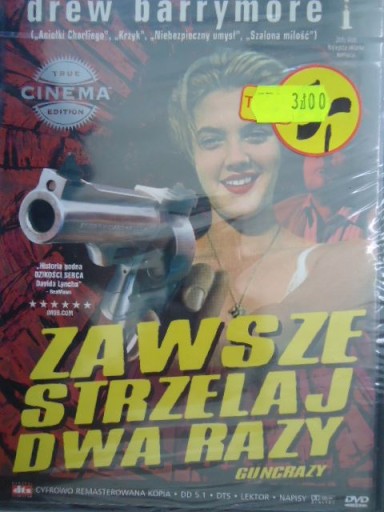 drew barrymore
("Aniołki Charliego", „Krzyk", „Niebezpieczny umysł", „Szalona miłość")
TRUE
CINEMA
EDITION
3,00
„Historia godna
DZIKOŚCI SERCA
Davida Lyncha"
ZAWSZE
STRZELAJ
DWA RAZY
GUNCRAZY
dts CYFROWO REMASTEROWANA KOPIA • DD 5.1 • DTS • LEKTOR • NAPISY DVD